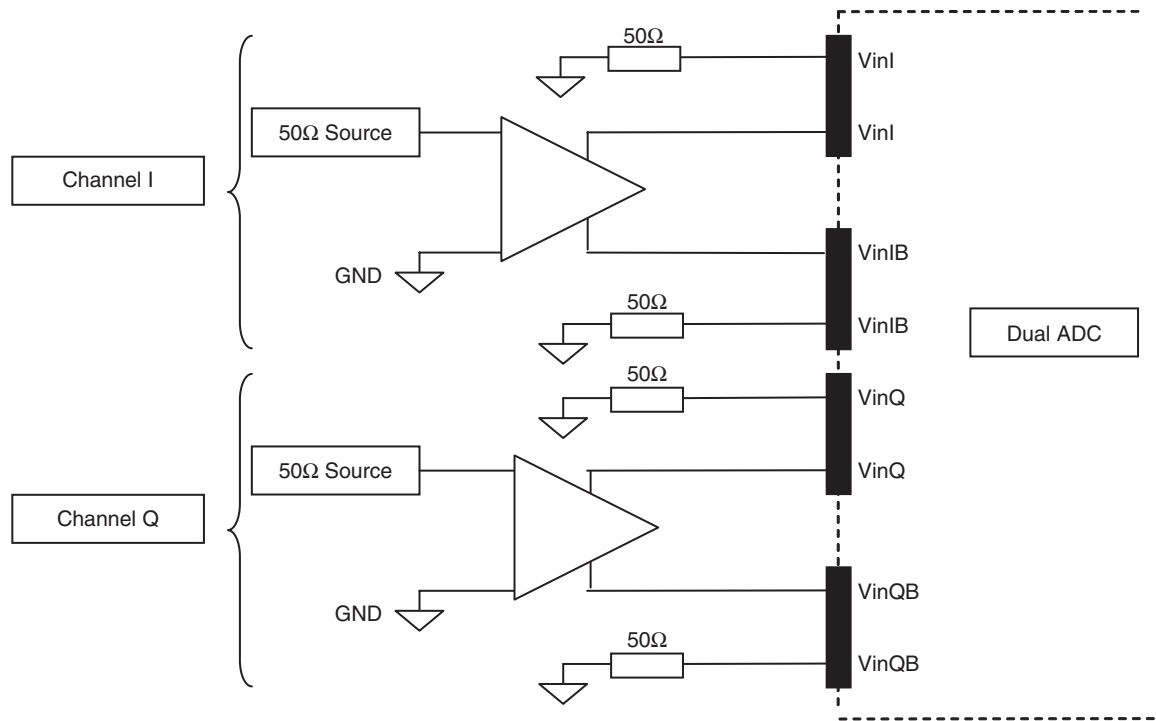 50Ω
VinI
50Ω Source
VinI
Channel I
VinIB
GND
50Ω
VinIB
Dual ADC
50Ω
VinQ
50Ω Source
VinQ
Channel Q
VinQB
GND
50Ω
VinQB